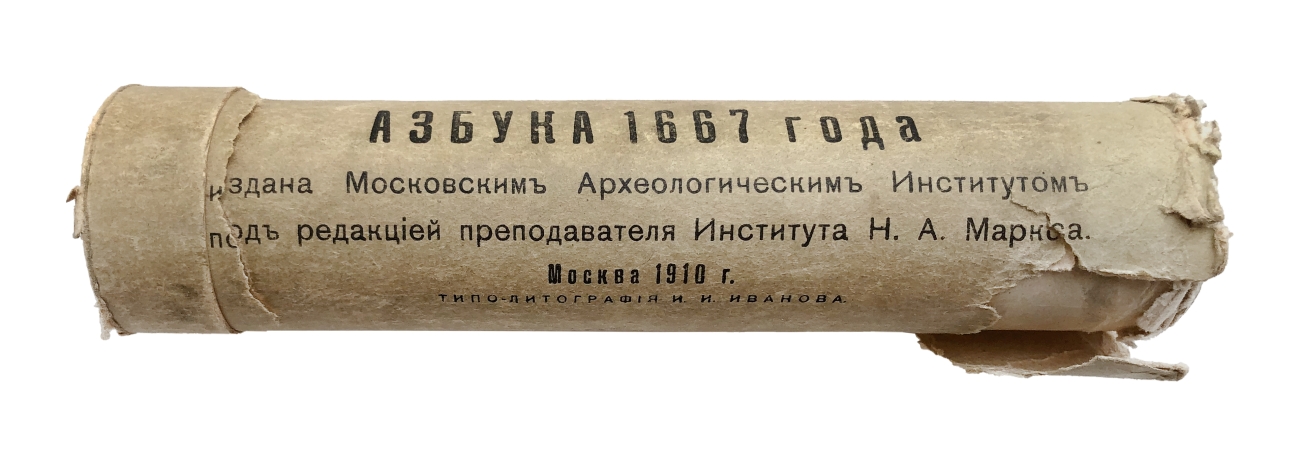 АЗБУКА 1667 года
издана Московскимъ Археологическимъ Институтомъ
подъ редакціей преподавателя Института Н. А. Маркса.
Москва 1910 г.
ТИПО-ЛИТОГРАФІЯ И. И. ИВАНОВА.